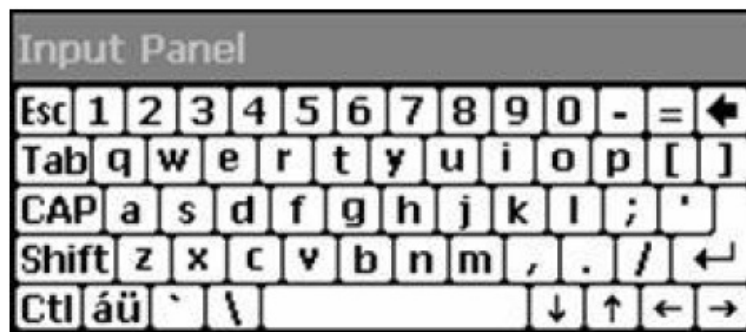 Input Panel
Esc 1 2 3 4 5 6 7 8 9 0 - = 🡄
Tab q w e r t y u i o p [ ]
CAP a s d f g h j k l ; '
Shift z x c v b n m , . / ↵
Ctl áü ` \ ↓ ↑ ← →